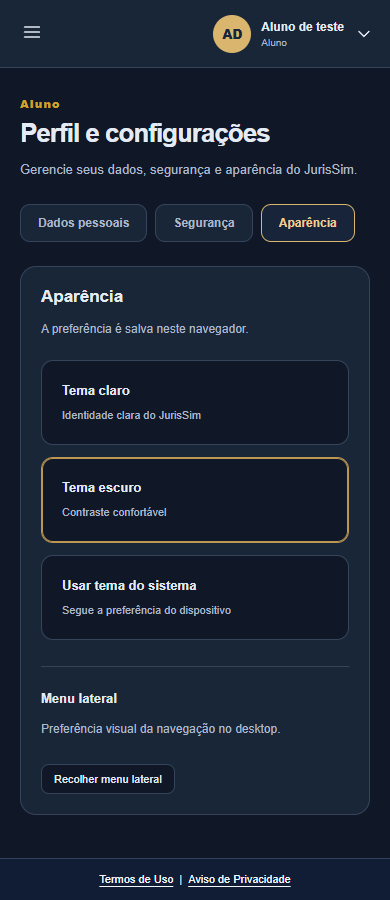 AD
Aluno de teste
Aluno
Aluno
Perfil e configurações
Gerencie seus dados, segurança e aparência do JurisSim.
Dados pessoais
Segurança
Aparência
Aparência
A preferência é salva neste navegador.
Tema claro
Identidade clara do JurisSim
Tema escuro
Contraste confortável
Usar tema do sistema
Segue a preferência do dispositivo
Menu lateral
Preferência visual da navegação no desktop.
Recolher menu lateral
Termos de Uso | Aviso de Privacidade